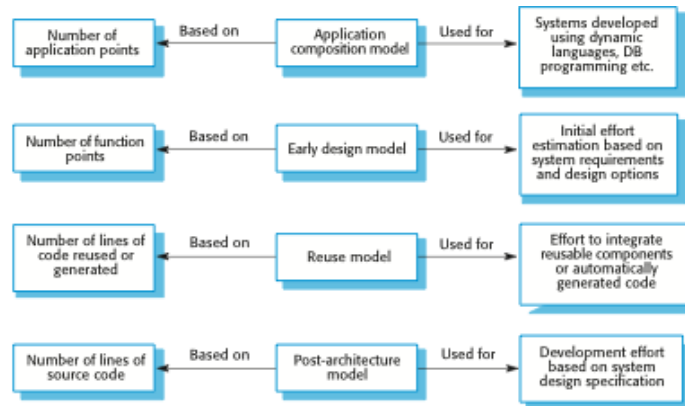 Number of
application points
Based on
Application
composition model
Used for
Systems developed
using dynamic
languages, DB
programming etc.
Number of function
points
Based on
Early design model
Used for
Initial effort
estimation based on
system requirements
and design options
Number of lines of
code reused or
generated
Based on
Reuse model
Used for
Effort to integrate
reusable components
or automatically
generated code
Number of lines of
source code
Based on
Post-architecture
model
Used for
Development effort
based on system
design specification